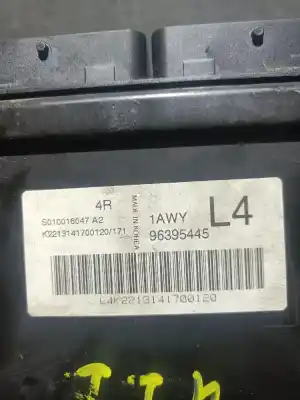 4R
S010016047 A2
K2213141700120/171
MADE IN KOREA
1AWY
L4
96395445
L4K2213141700120